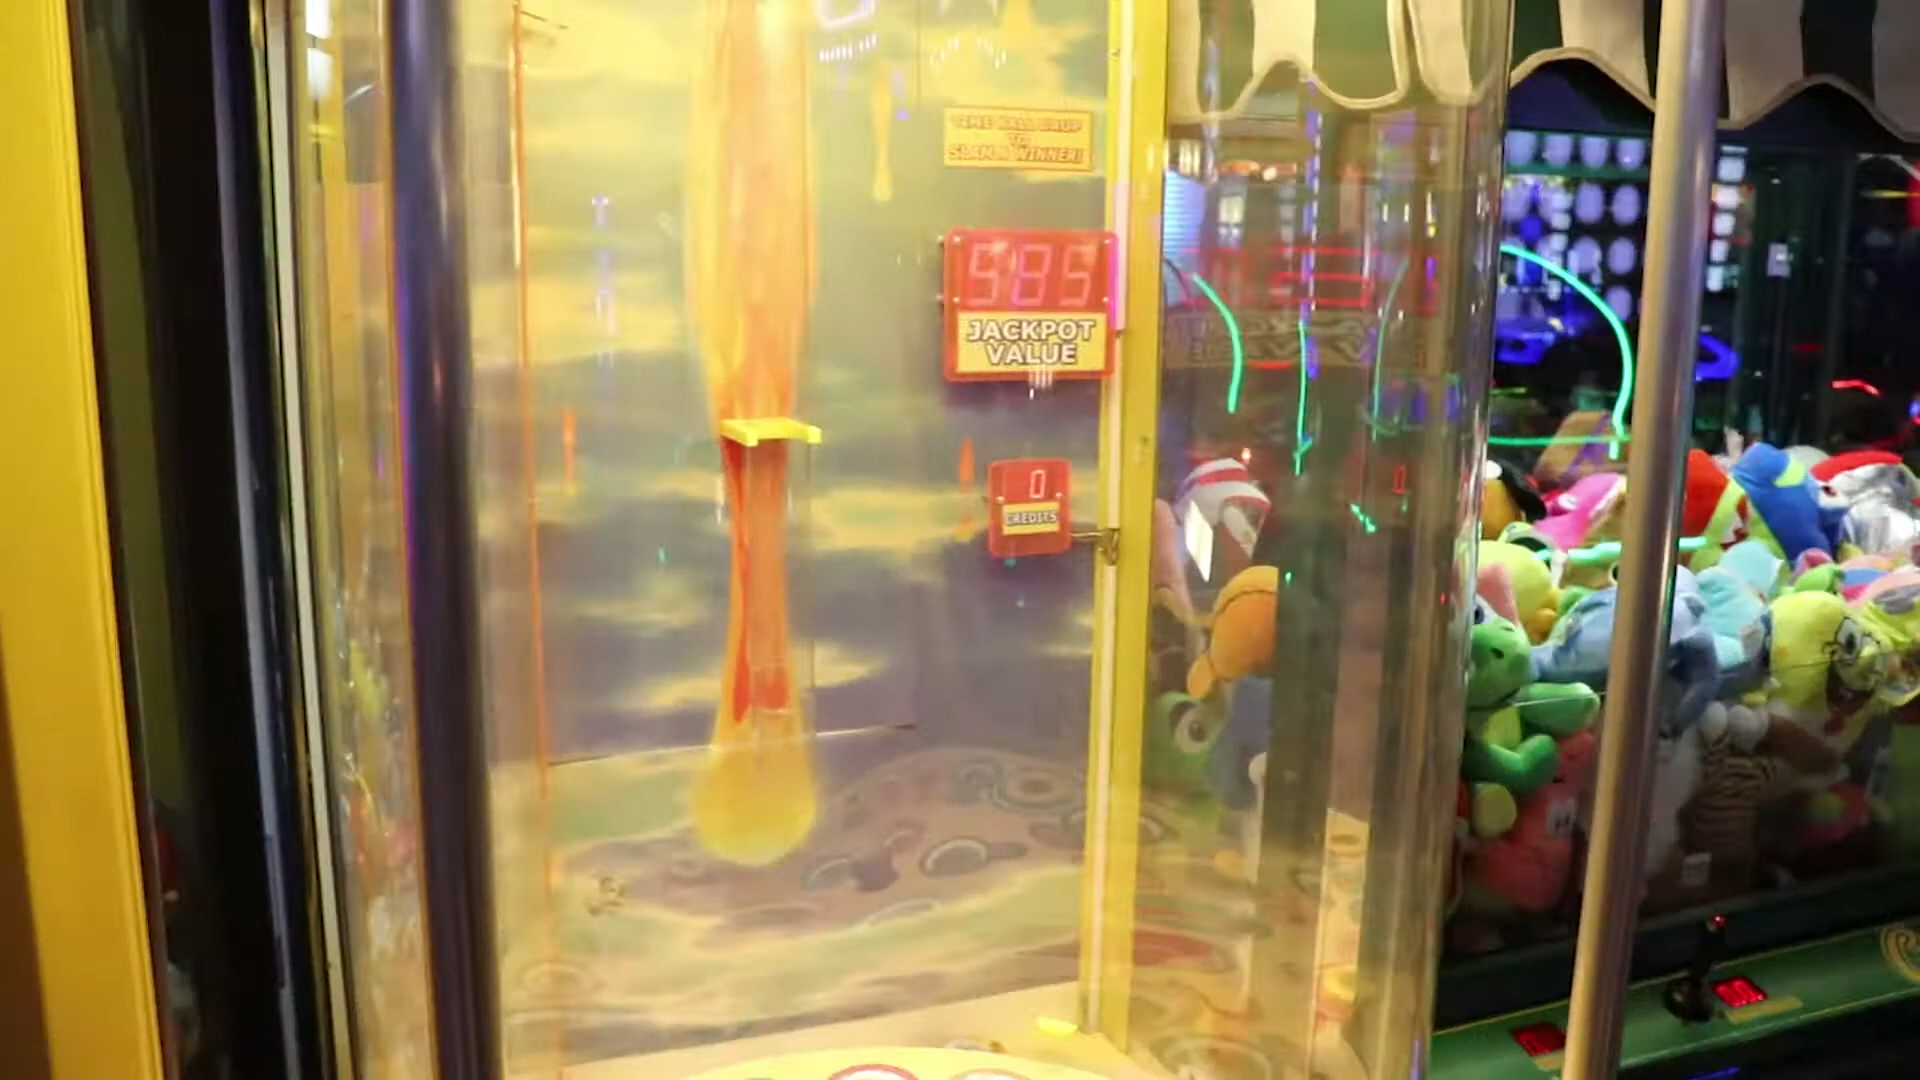 TIME BALL DROP
TO
SLAM A WINNER!
585
JACKPOT
VALUE
0
CREDITS